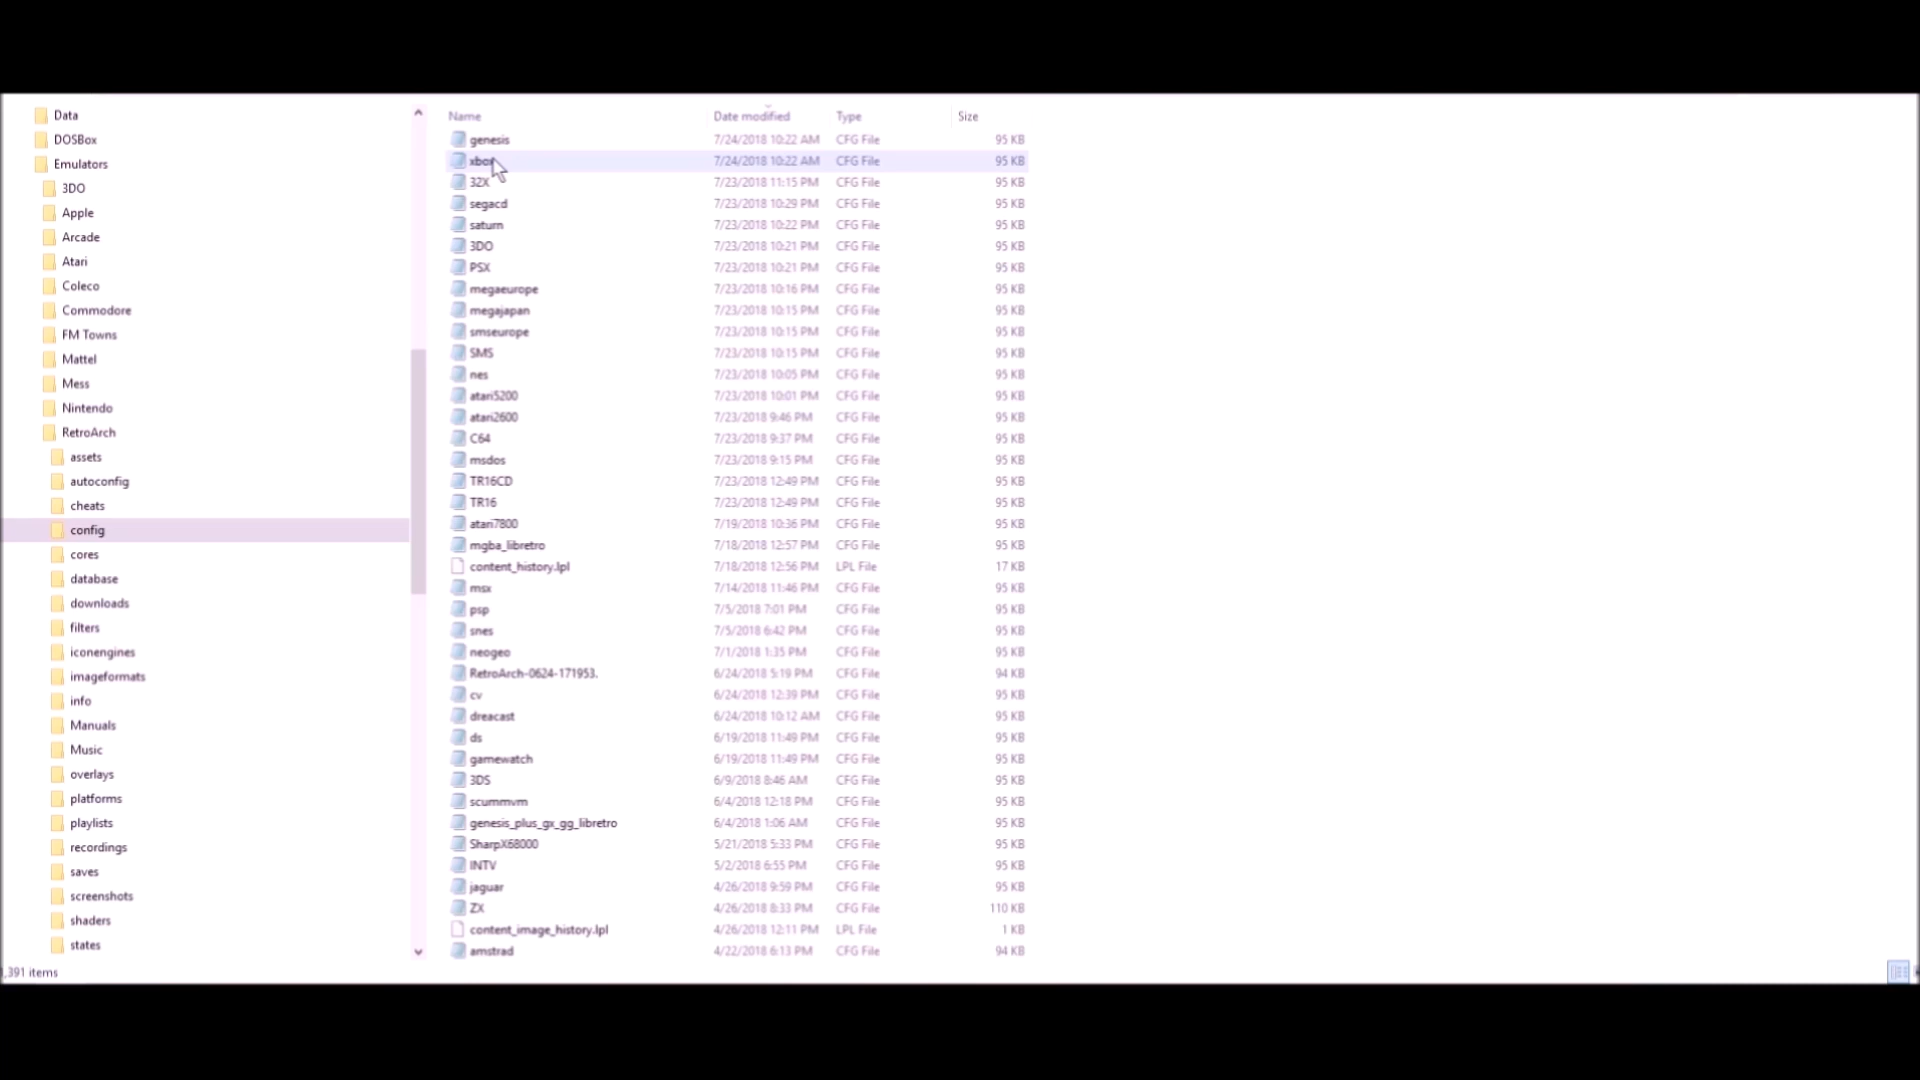 Data
DOSBox
Emulators
3DO
Apple
Arcade
Atari
Coleco
Commodore
FM Towns
Mattel
Mess
Nintendo
RetroArch
assets
autoconfig
cheats
config
cores
database
downloads
filters
iconengines
imageformats
info
Manuals
Music
overlays
platforms
playlists
recordings
saves
screenshots
shaders
states
,391 items
Name Date modified Type Size
genesis 7/24/2018 10:22 AM CFG File 95 KB
xbox 7/24/2018 10:22 AM CFG File 95 KB
32X 7/23/2018 11:15 PM CFG File 95 KB
segacd 7/23/2018 10:29 PM CFG File 95 KB
saturn 7/23/2018 10:22 PM CFG File 95 KB
3DO 7/23/2018 10:21 PM CFG File 95 KB
PSX 7/23/2018 10:21 PM CFG File 95 KB
megaeurope 7/23/2018 10:16 PM CFG File 95 KB
megajapan 7/23/2018 10:15 PM CFG File 95 KB
smseurope 7/23/2018 10:15 PM CFG File 95 KB
SMS 7/23/2018 10:15 PM CFG File 95 KB
nes 7/23/2018 10:05 PM CFG File 95 KB
atari5200 7/23/2018 10:01 PM CFG File 95 KB
atari2600 7/23/2018 9:46 PM CFG File 95 KB
C64 7/23/2018 9:37 PM CFG File 95 KB
msdos 7/23/2018 9:15 PM CFG File 95 KB
TR16CD 7/23/2018 12:49 PM CFG File 95 KB
TR16 7/23/2018 12:49 PM CFG File 95 KB
atari7800 7/19/2018 10:36 PM CFG File 95 KB
mgba_libretro 7/18/2018 12:57 PM CFG File 95 KB
content_history.lpl 7/18/2018 12:56 PM LPL File 17 KB
msx 7/14/2018 11:46 PM CFG File 95 KB
psp 7/5/2018 7:01 PM CFG File 95 KB
snes 7/5/2018 6:42 PM CFG File 95 KB
neogeo 7/1/2018 1:35 PM CFG File 95 KB
RetroArch-0624-171953. 6/24/2018 5:19 PM CFG File 94 KB
cv 6/24/2018 12:39 PM CFG File 95 KB
dreacast 6/24/2018 10:12 AM CFG File 95 KB
ds 6/19/2018 11:49 PM CFG File 95 KB
gamewatch 6/19/2018 11:49 PM CFG File 95 KB
3DS 6/9/2018 8:46 AM CFG File 95 KB
scummvm 6/4/2018 12:18 PM CFG File 95 KB
genesis_plus_gx_gg_libretro 6/4/2018 1:06 AM CFG File 95 KB
SharpX68000 5/21/2018 5:33 PM CFG File 95 KB
INTV 5/2/2018 6:55 PM CFG File 95 KB
jaguar 4/26/2018 9:59 PM CFG File 95 KB
ZX 4/26/2018 8:33 PM CFG File 110 KB
content_image_history.lpl 4/26/2018 12:11 PM LPL File 1 KB
amstrad 4/22/2018 6:13 PM CFG File 94 KB